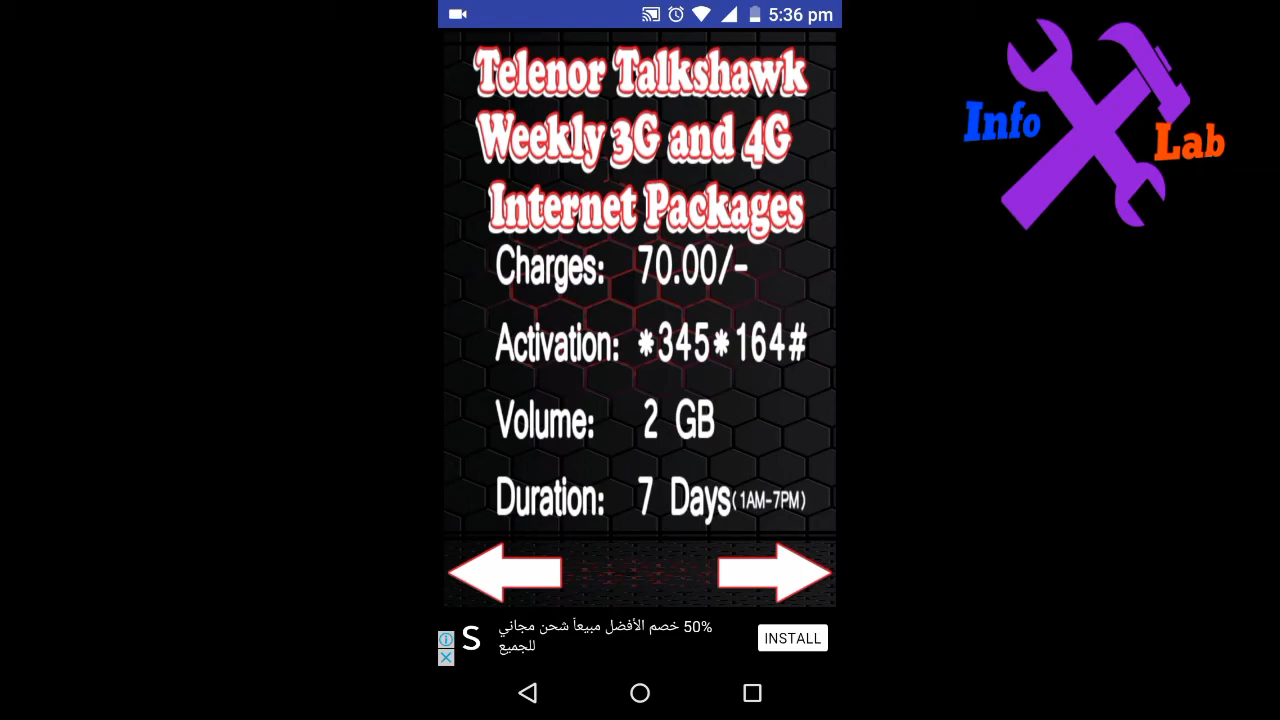 5:36 pm
Info
Lab
Telenor Talkshawk
Weekly 3G and 4G
Internet Packages
Charges: 70.00/-
Activation: *345*164#
Volume: 2 GB
Duration: 7 Days(1AM-7PM)
S
50% خصم الأفضل مبيعاً شحن مجاني
للجميع
INSTALL